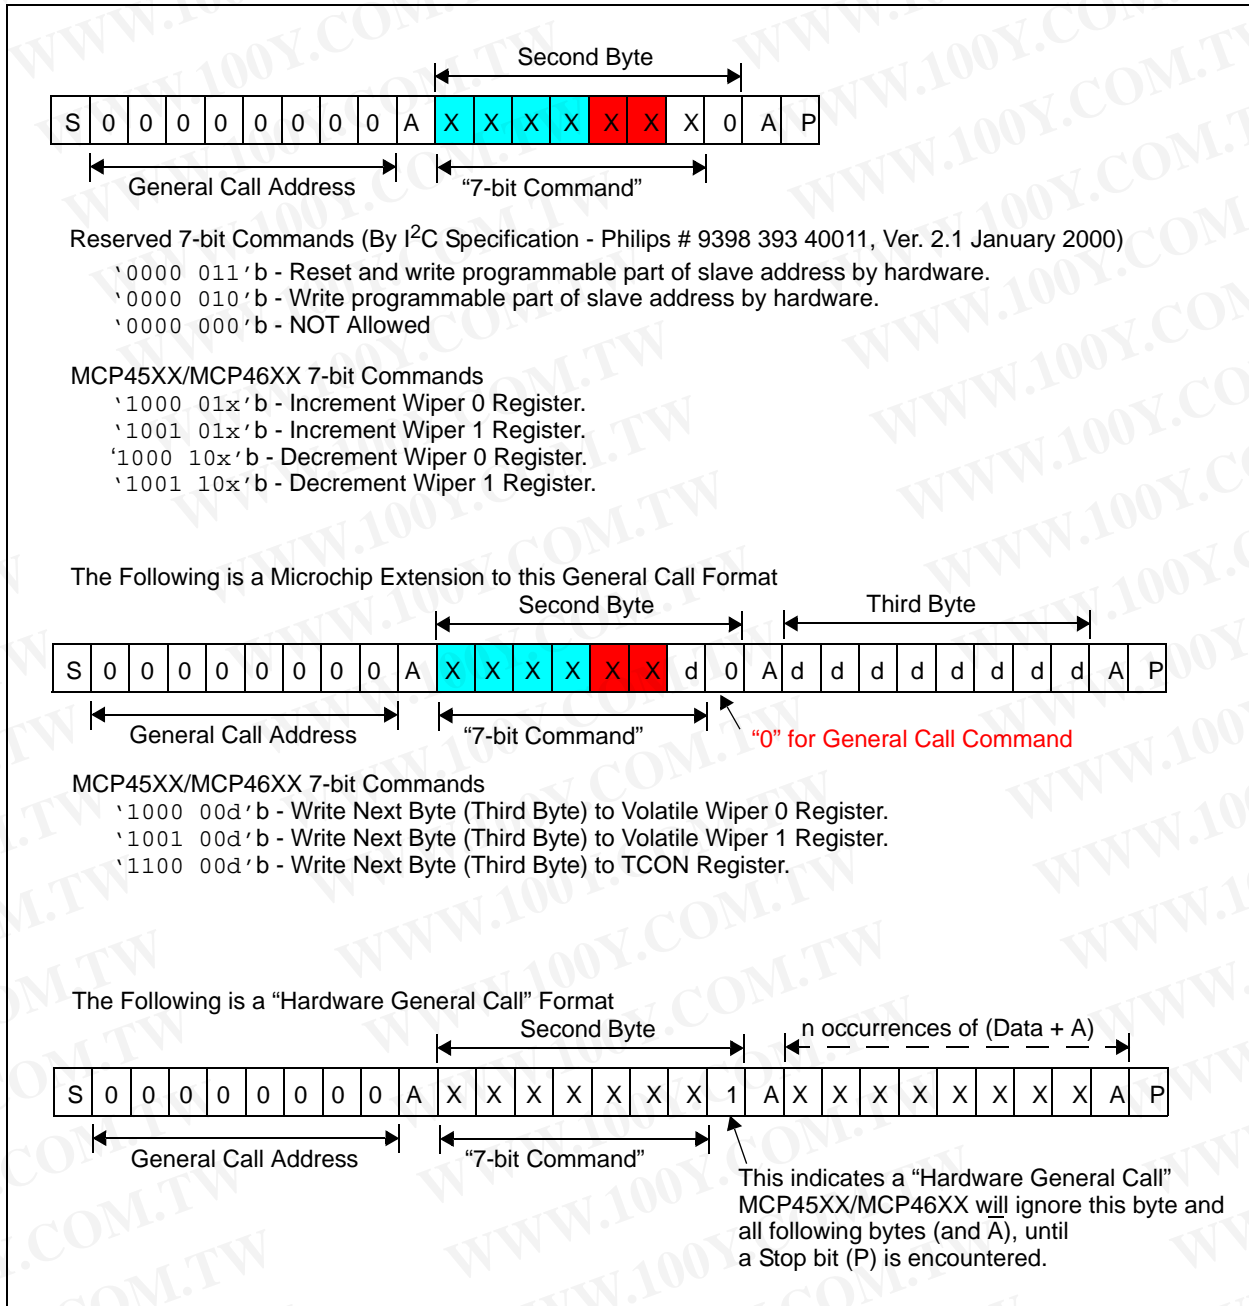 Second Byte
S 0 0 0 0 0 0 0 0 A X X X X X X X 0 A P
General Call Address “7-bit Command”
Reserved 7-bit Commands (By I²C Specification - Philips # 9398 393 40011, Ver. 2.1 January 2000)
‘0000 011’b - Reset and write programmable part of slave address by hardware.
‘0000 010’b - Write programmable part of slave address by hardware.
‘0000 000’b - NOT Allowed
MCP45XX/MCP46XX 7-bit Commands
‘1000 01x’b - Increment Wiper 0 Register.
‘1001 01x’b - Increment Wiper 1 Register.
‘1000 10x’b - Decrement Wiper 0 Register.
‘1001 10x’b - Decrement Wiper 1 Register.
The Following is a Microchip Extension to this General Call Format
Second Byte Third Byte
S 0 0 0 0 0 0 0 0 A X X X X X X d 0 A d d d d d d d d A P
General Call Address “7-bit Command” “0” for General Call Command
MCP45XX/MCP46XX 7-bit Commands
‘1000 00d’b - Write Next Byte (Third Byte) to Volatile Wiper 0 Register.
‘1001 00d’b - Write Next Byte (Third Byte) to Volatile Wiper 1 Register.
‘1100 00d’b - Write Next Byte (Third Byte) to TCON Register.
The Following is a “Hardware General Call” Format
Second Byte n occurrences of (Data + A)
S 0 0 0 0 0 0 0 0 A X X X X X X X 1 A X X X X X X X X A P
General Call Address “7-bit Command”
This indicates a “Hardware General Call”
MCP45XX/MCP46XX will ignore this byte and
all following bytes (and A̅), until
a Stop bit (P) is encountered.
WWW.100Y.COM.TW